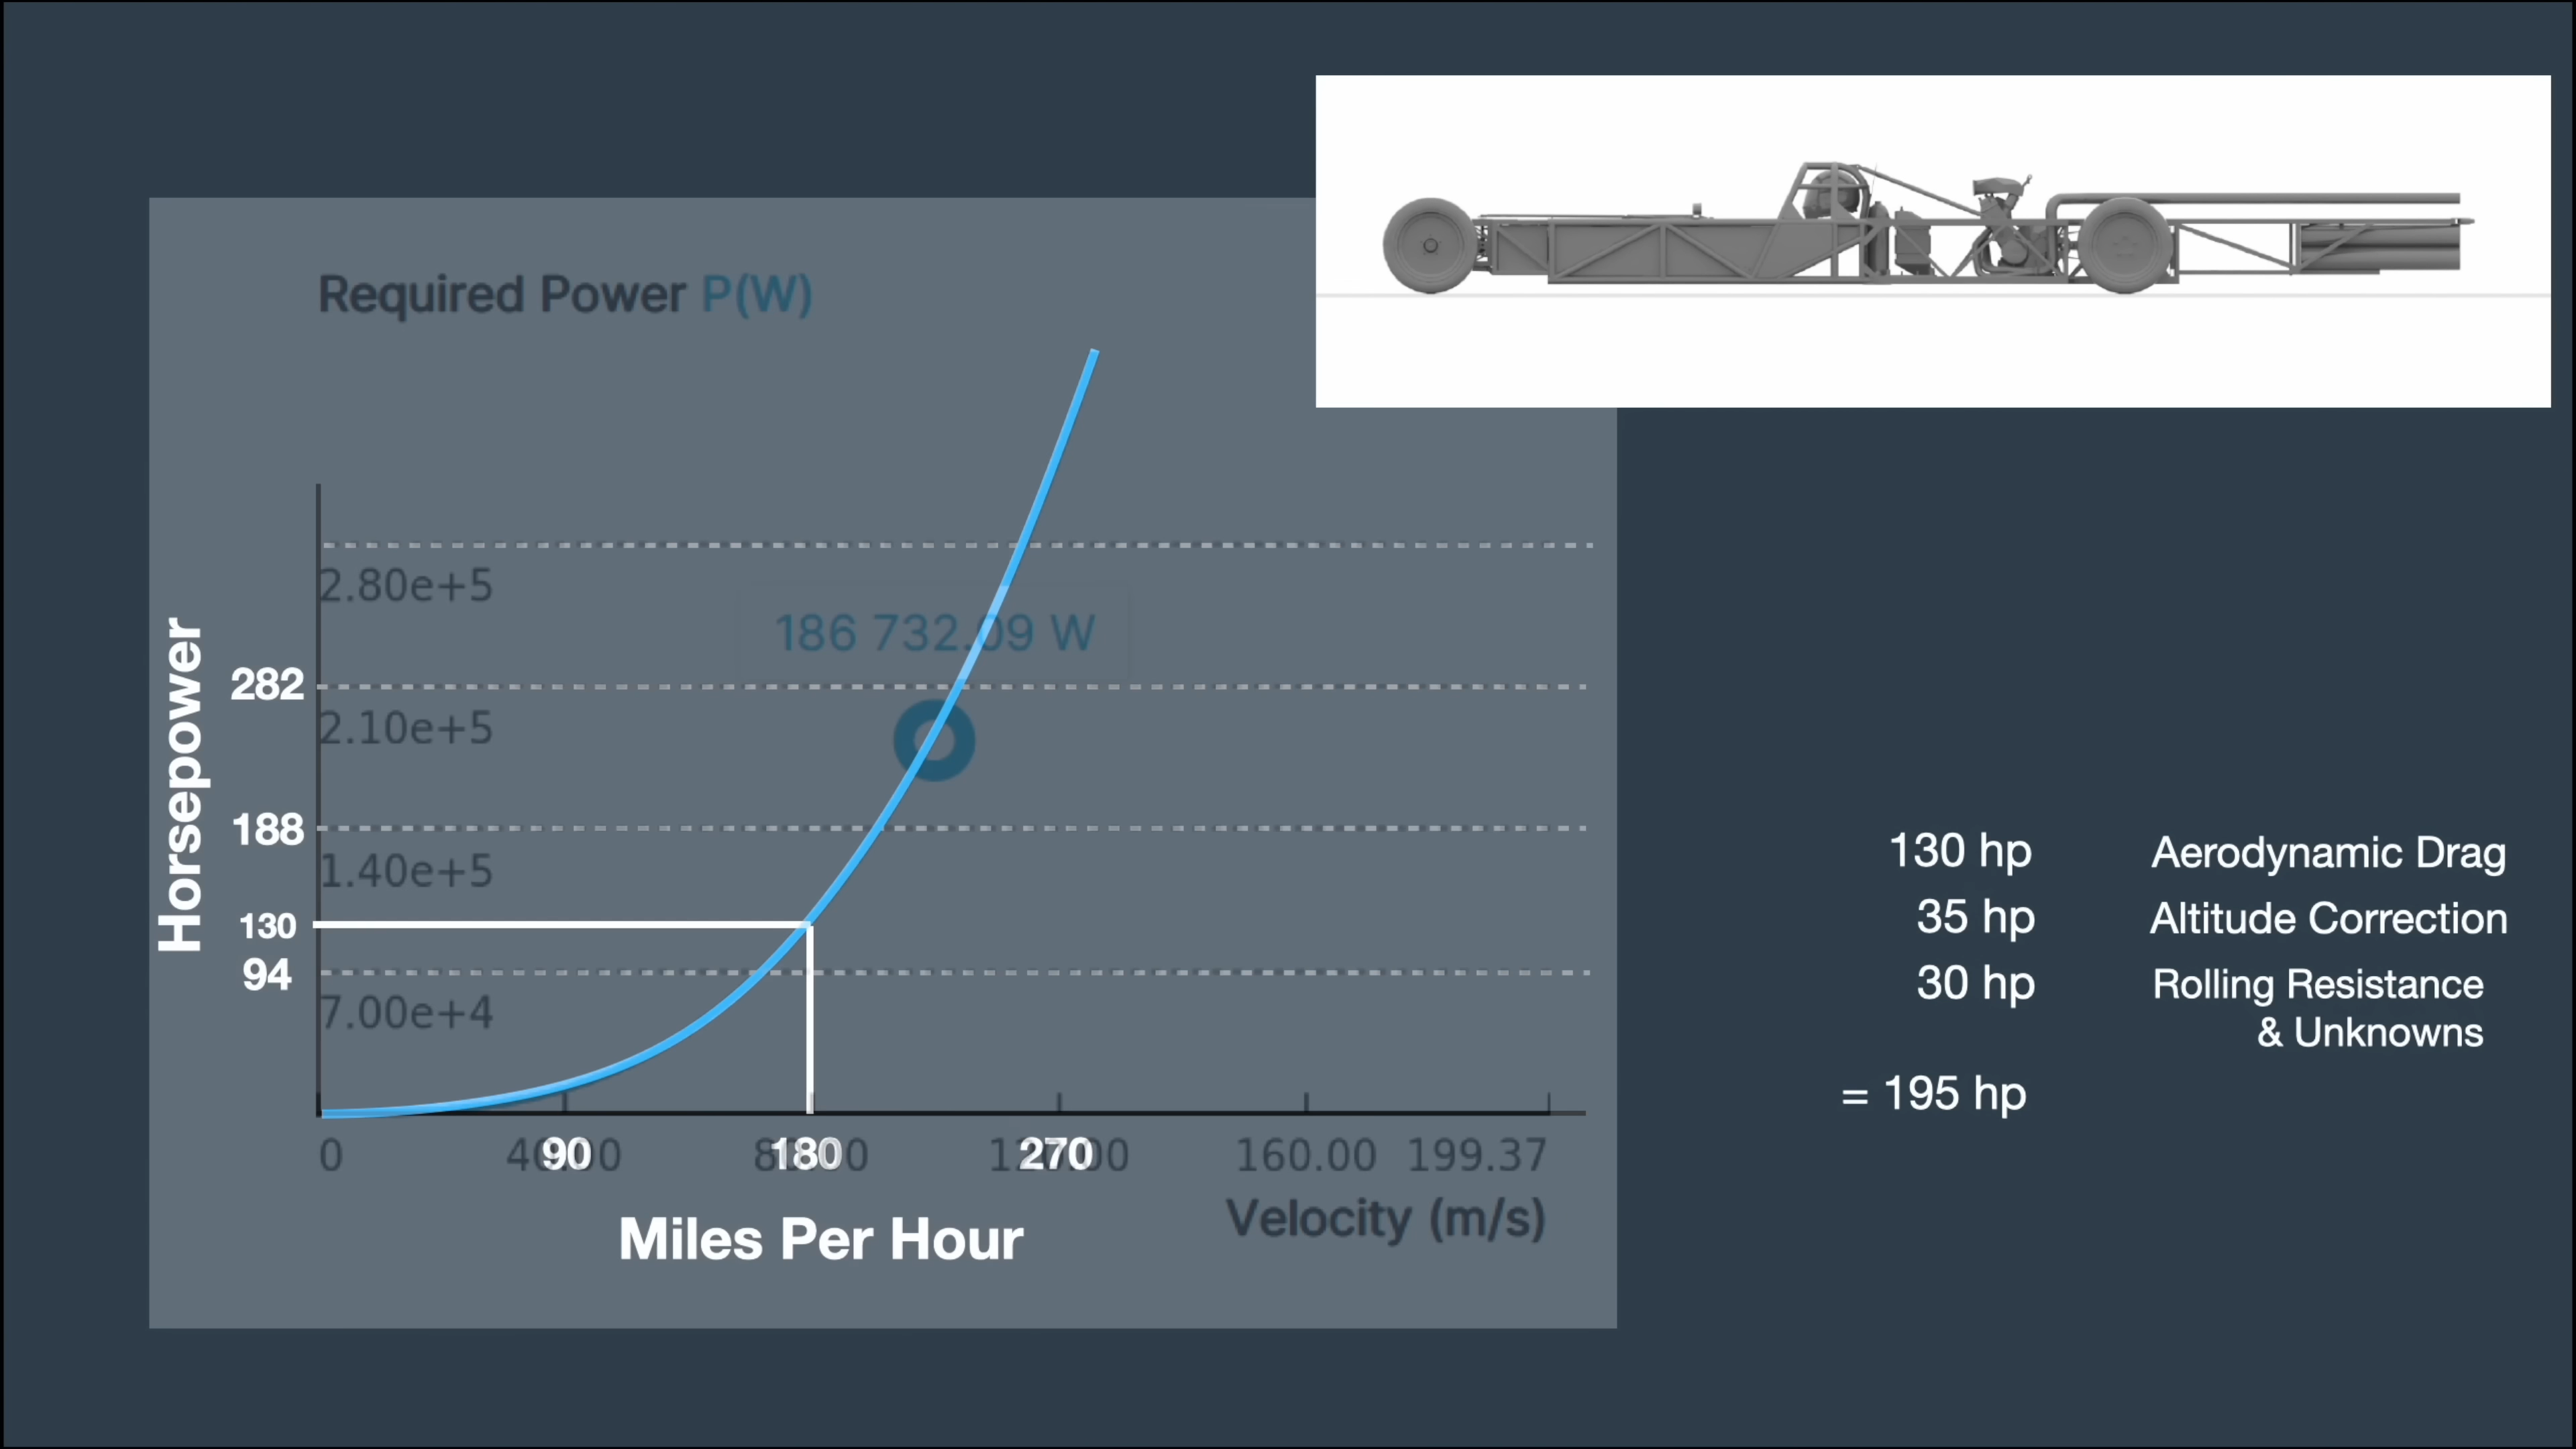 Required Power P(W)
2.80e+5
186 732.09 W
282
2.10e+5
188
1.40e+5
130
94
7.00e+4
Horsepower
0
90
180
270
160.00
199.37
Velocity (m/s)
Miles Per Hour
130 hp Aerodynamic Drag
35 hp Altitude Correction
30 hp Rolling Resistance
& Unknowns
= 195 hp